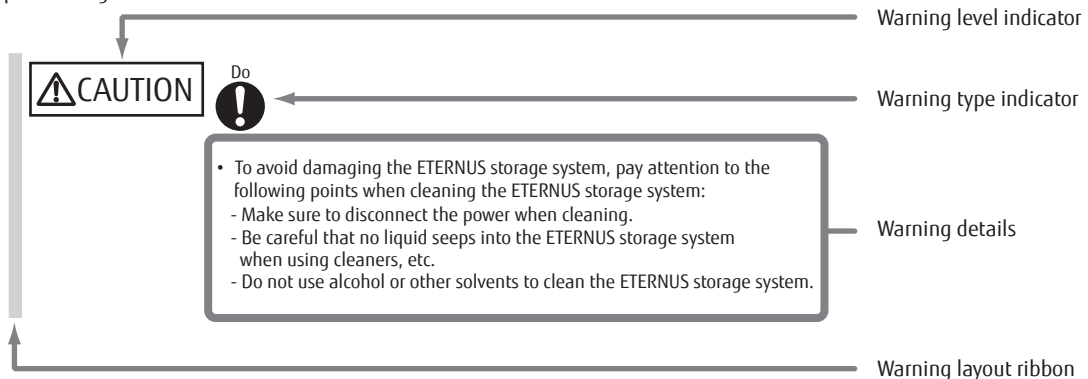 Warning level indicator
CAUTION
Do
Warning type indicator
• To avoid damaging the ETERNUS storage system, pay attention to the
following points when cleaning the ETERNUS storage system:
- Make sure to disconnect the power when cleaning.
- Be careful that no liquid seeps into the ETERNUS storage system
when using cleaners, etc.
- Do not use alcohol or other solvents to clean the ETERNUS storage system.
Warning details
Warning layout ribbon